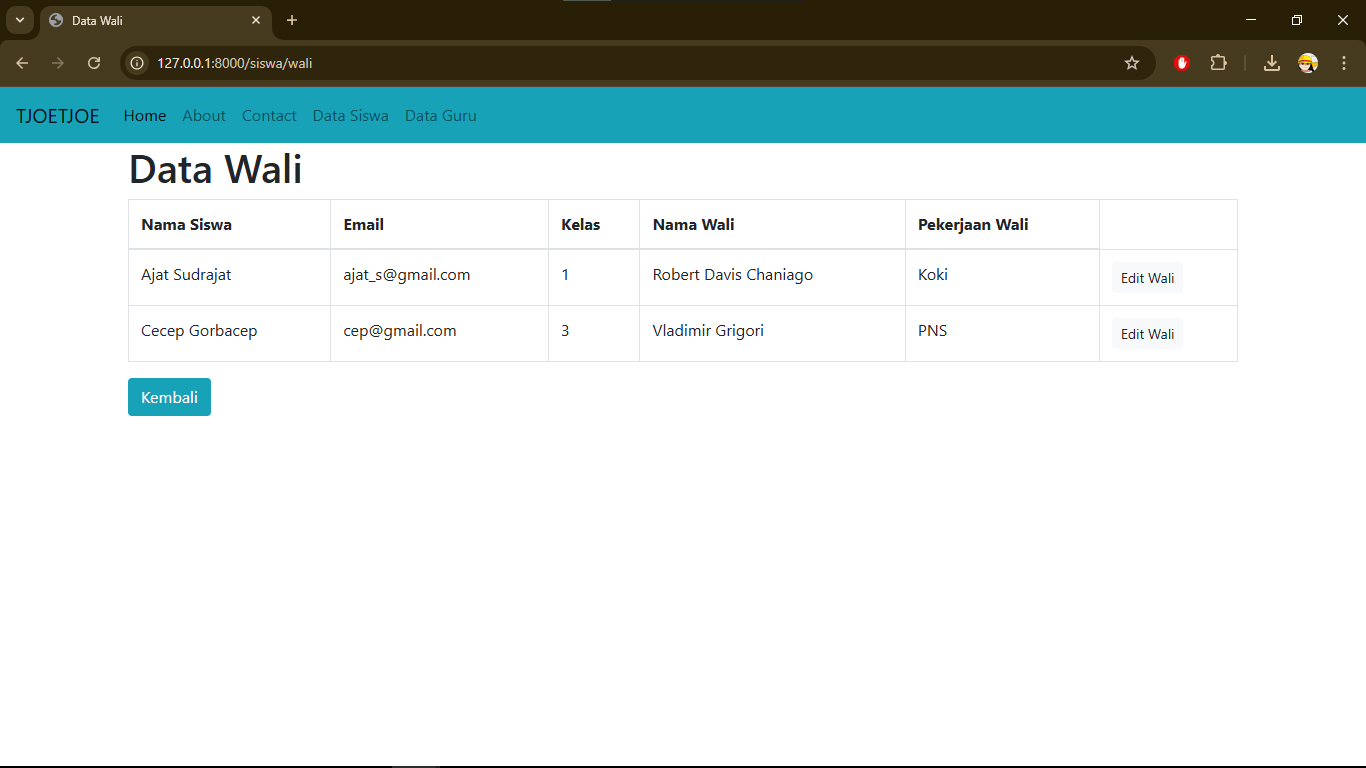 Data Wali
127.0.0.1:8000/siswa/wali
TJOETJOE Home About Contact Data Siswa Data Guru
Data Wali
Nama Siswa Email Kelas Nama Wali Pekerjaan Wali
Ajat Sudrajat ajat_s@gmail.com 1 Robert Davis Chaniago Koki Edit Wali
Cecep Gorbacep cep@gmail.com 3 Vladimir Grigori PNS Edit Wali
Kembali